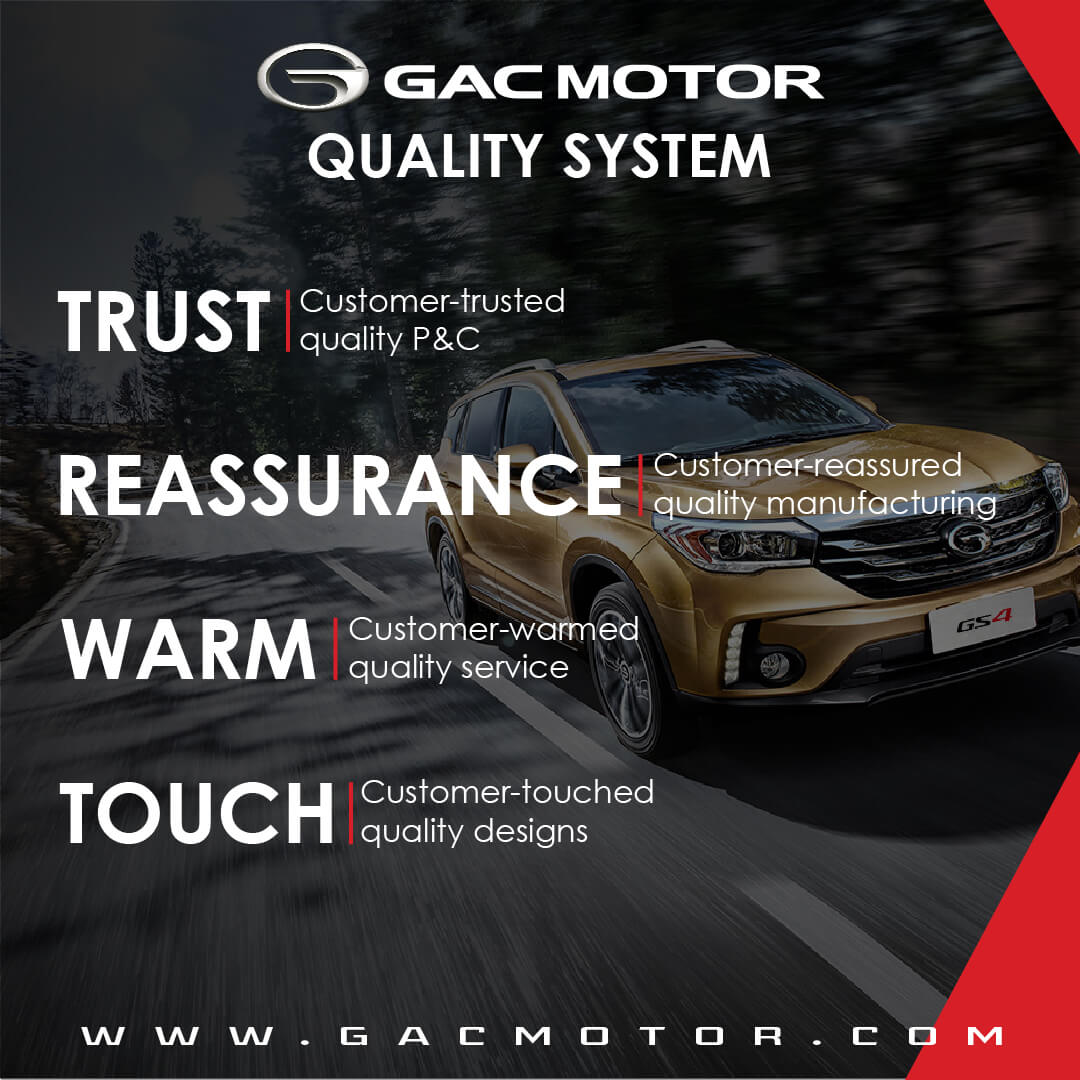 GAC MOTOR
QUALITY SYSTEM
TRUST
Customer-trusted
quality P&C
REASSURANCE
Customer-reassured
quality manufacturing
WARM
Customer-warmed
quality service
TOUCH
Customer-touched
quality designs
GS4
WWW.GACMOTOR.COM